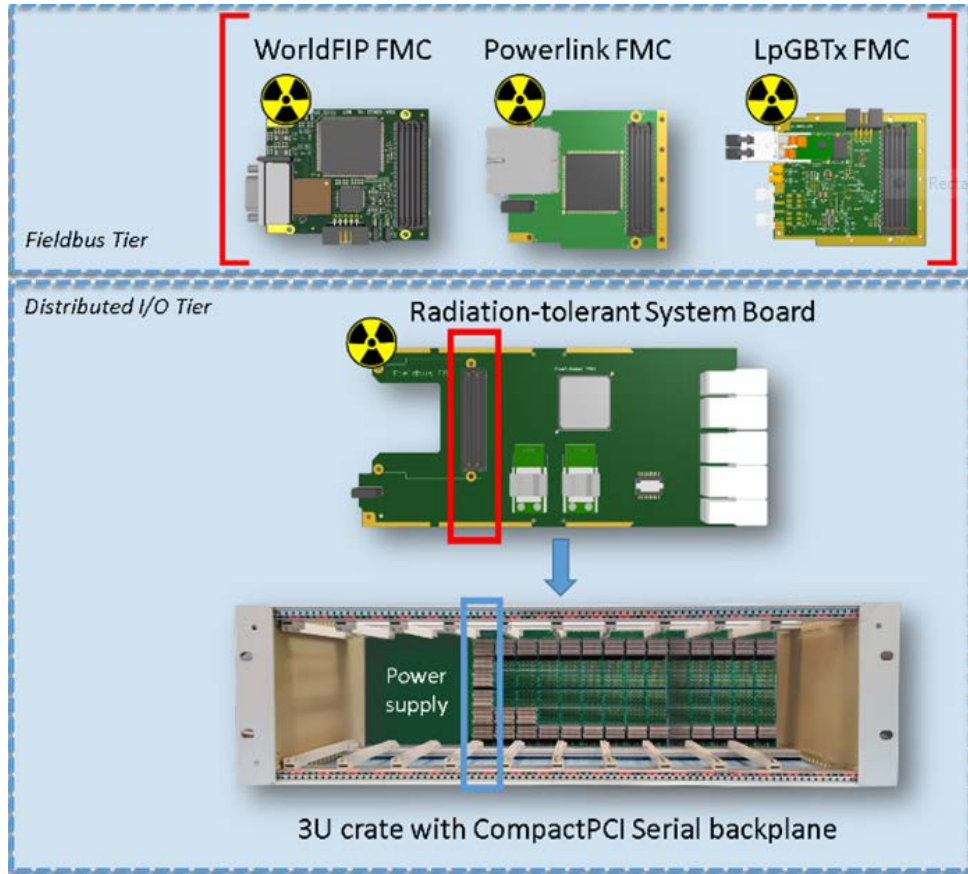 WorldFIP FMC
Powerlink FMC
LpGBTx FMC
Recta
Fieldbus Tier
Distributed I/O Tier
Radiation-tolerant System Board
Power
supply
3U crate with CompactPCI Serial backplane